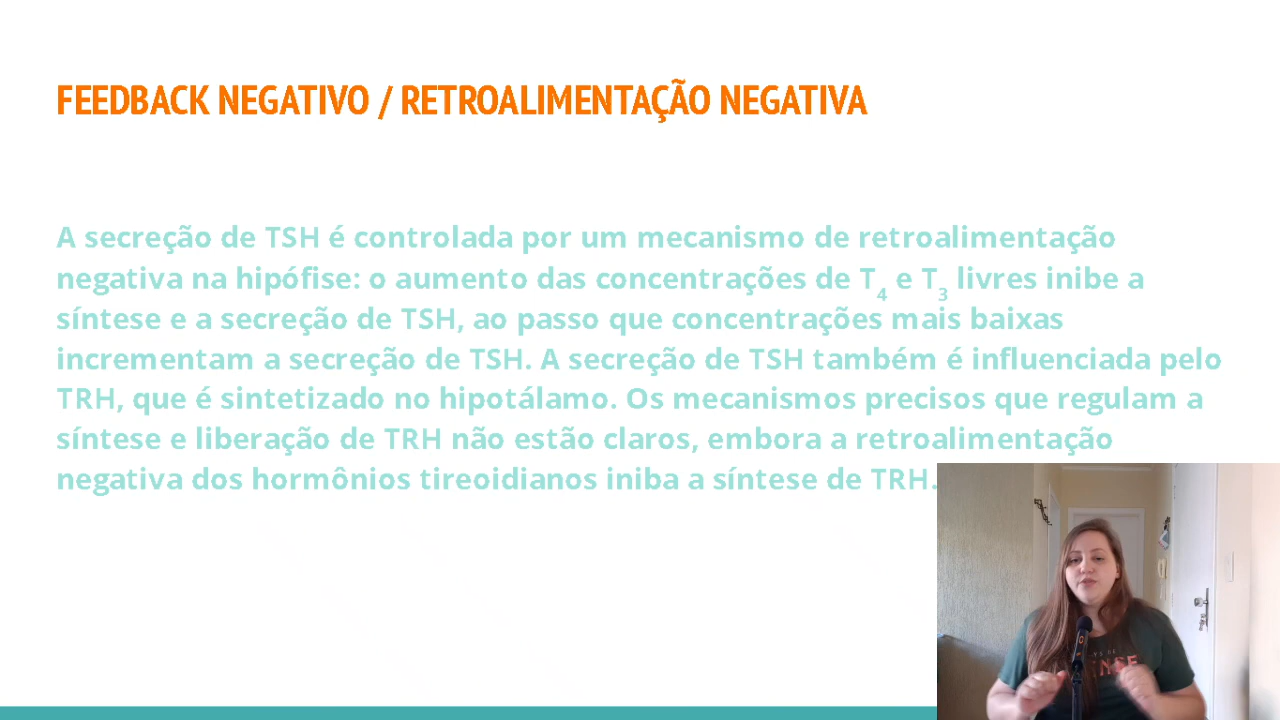 FEEDBACK NEGATIVO / RETROALIMENTAÇÃO NEGATIVA
A secreção de TSH é controlada por um mecanismo de retroalimentação
negativa na hipófise: o aumento das concentrações de T4 e T3 livres inibe a
síntese e a secreção de TSH, ao passo que concentrações mais baixas
incrementam a secreção de TSH. A secreção de TSH também é influenciada pelo
TRH, que é sintetizado no hipotálamo. Os mecanismos precisos que regulam a
síntese e liberação de TRH não estão claros, embora a retroalimentação
negativa dos hormônios tireoidianos iniba a síntese de TRH.